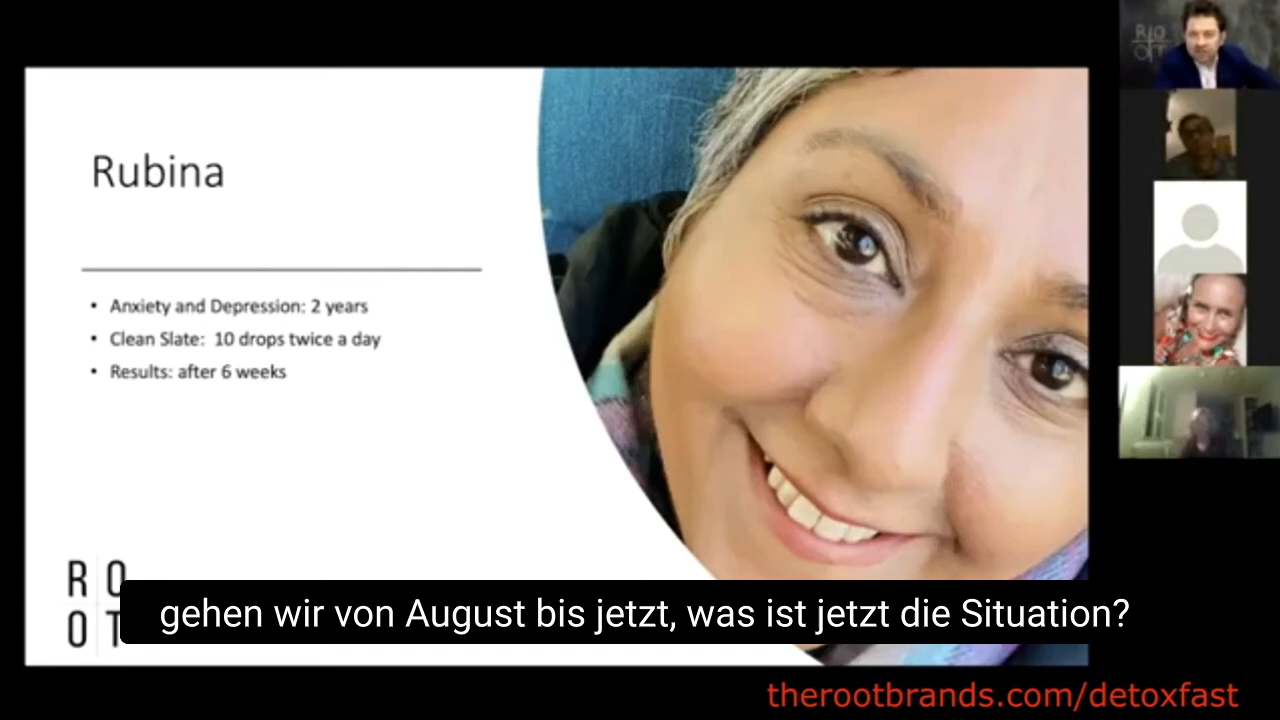 Rubina
• Anxiety and Depression: 2 years
• Clean Slate: 10 drops twice a day
• Results: after 6 weeks
R O
O T
gehen wir von August bis jetzt, was ist jetzt die Situation?
therootbrands.com/detoxfast
R O
O T